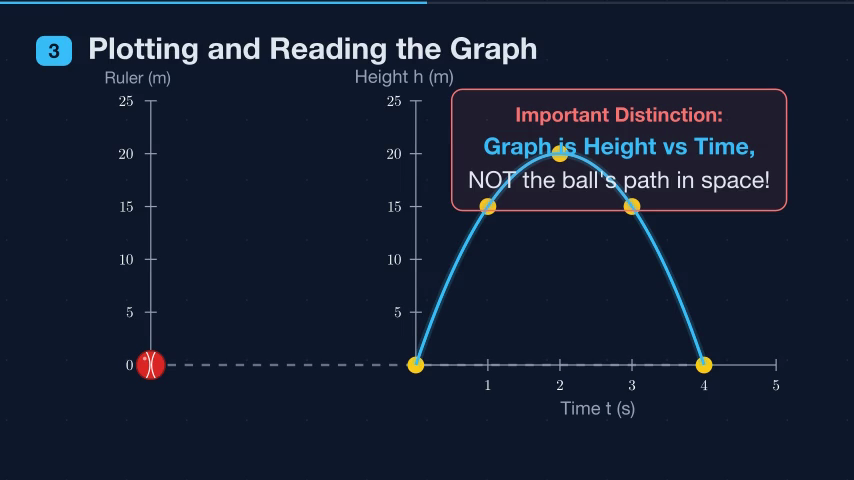 3 Plotting and Reading the Graph
Ruler (m)
Height h (m)
25
20
15
10
5
0
25
20
15
10
5
Important Distinction:
Graph is Height vs Time,
NOT the ball's path in space!
1 2 3 4 5
Time t (s)